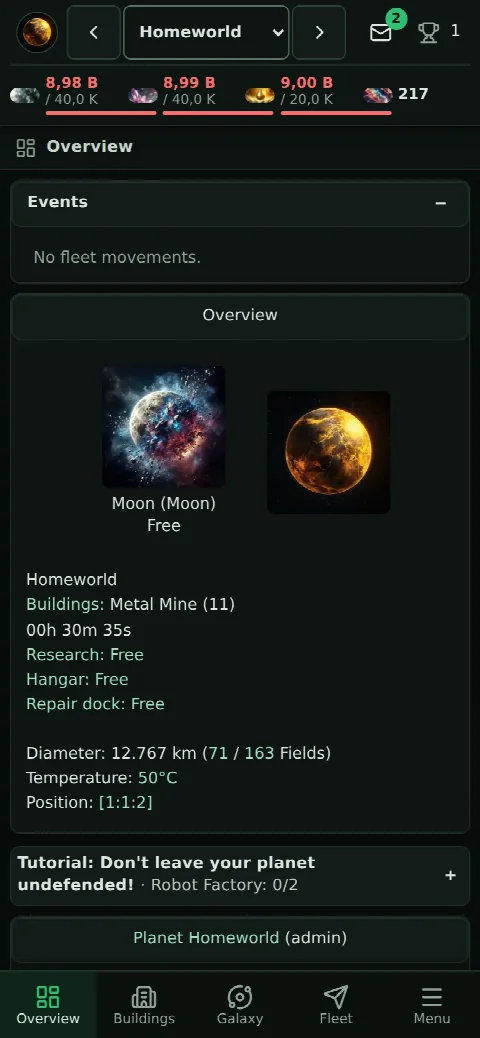 Homeworld
2
1
8,98 B
/ 40,0 K
8,99 B
/ 40,0 K
9,00 B
/ 20,0 K
217
Overview
Events
–
No fleet movements.
Overview
Moon (Moon)
Free
Homeworld
Buildings: Metal Mine (11)
00h 30m 35s
Research: Free
Hangar: Free
Repair dock: Free
Diameter: 12.767 km (71 / 163 Fields)
Temperature: 50°C
Position: [1:1:2]
Tutorial: Don't leave your planet
undefended! · Robot Factory: 0/2
+
Planet Homeworld (admin)
Overview
Buildings
Galaxy
Fleet
Menu